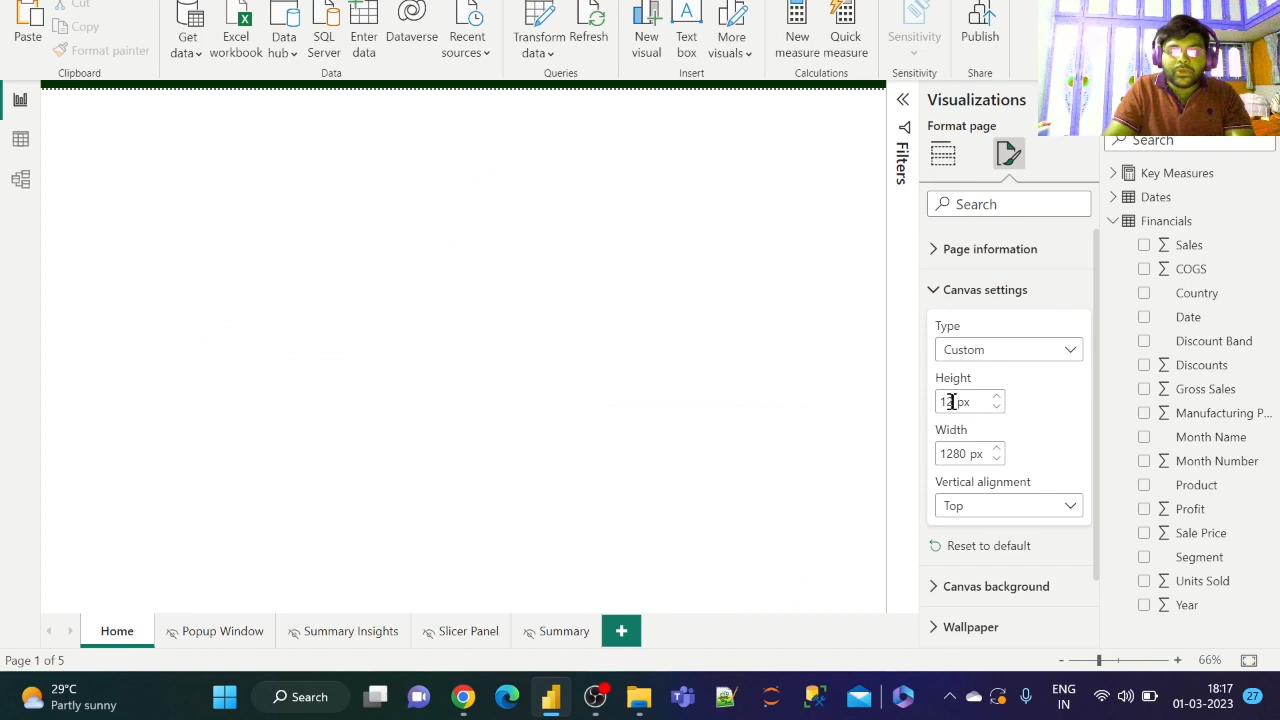 Cut
Paste
Copy
Format painter
Clipboard
Get data
Excel workbook
Data hub
SQL Server
Enter data
Dataverse
Recent sources
Data
Transform data
Refresh
Queries
New visual
Text box
More visuals
Insert
New measure
Quick measure
Calculations
Sensitivity
Sensitivity
Publish
Share
Filters
Visualizations
Format page
Search
Page information
Canvas settings
Type
Custom
Height
12 px
Width
1280 px
Vertical alignment
Top
Reset to default
Canvas background
Wallpaper
Search
Key Measures
Dates
Financials
Sales
COGS
Country
Date
Discount Band
Discounts
Gross Sales
Manufacturing P...
Month Name
Month Number
Product
Profit
Sale Price
Segment
Units Sold
Year
Home
Popup Window
Summary Insights
Slicer Panel
Summary
Page 1 of 5
66%
29°C
Partly sunny
Search
ENG
IN
18:17
01-03-2023
27